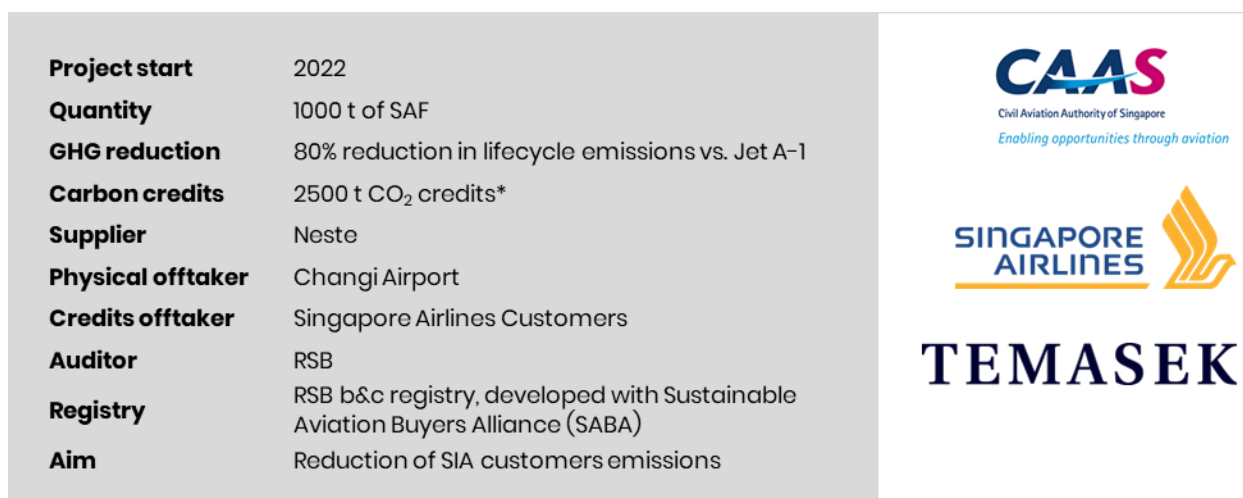 Project start 2022
Quantity 1000 t of SAF
GHG reduction 80% reduction in lifecycle emissions vs. Jet A-1
Carbon credits 2500 t CO₂ credits*
Supplier Neste
Physical offtaker Changi Airport
Credits offtaker Singapore Airlines Customers
Auditor RSB
Registry RSB b&c registry, developed with Sustainable
Aviation Buyers Alliance (SABA)
Aim Reduction of SIA customers emissions
CAAS
Civil Aviation Authority of Singapore
Enabling opportunities through aviation
SINGAPORE
AIRLINES
TEMASEK